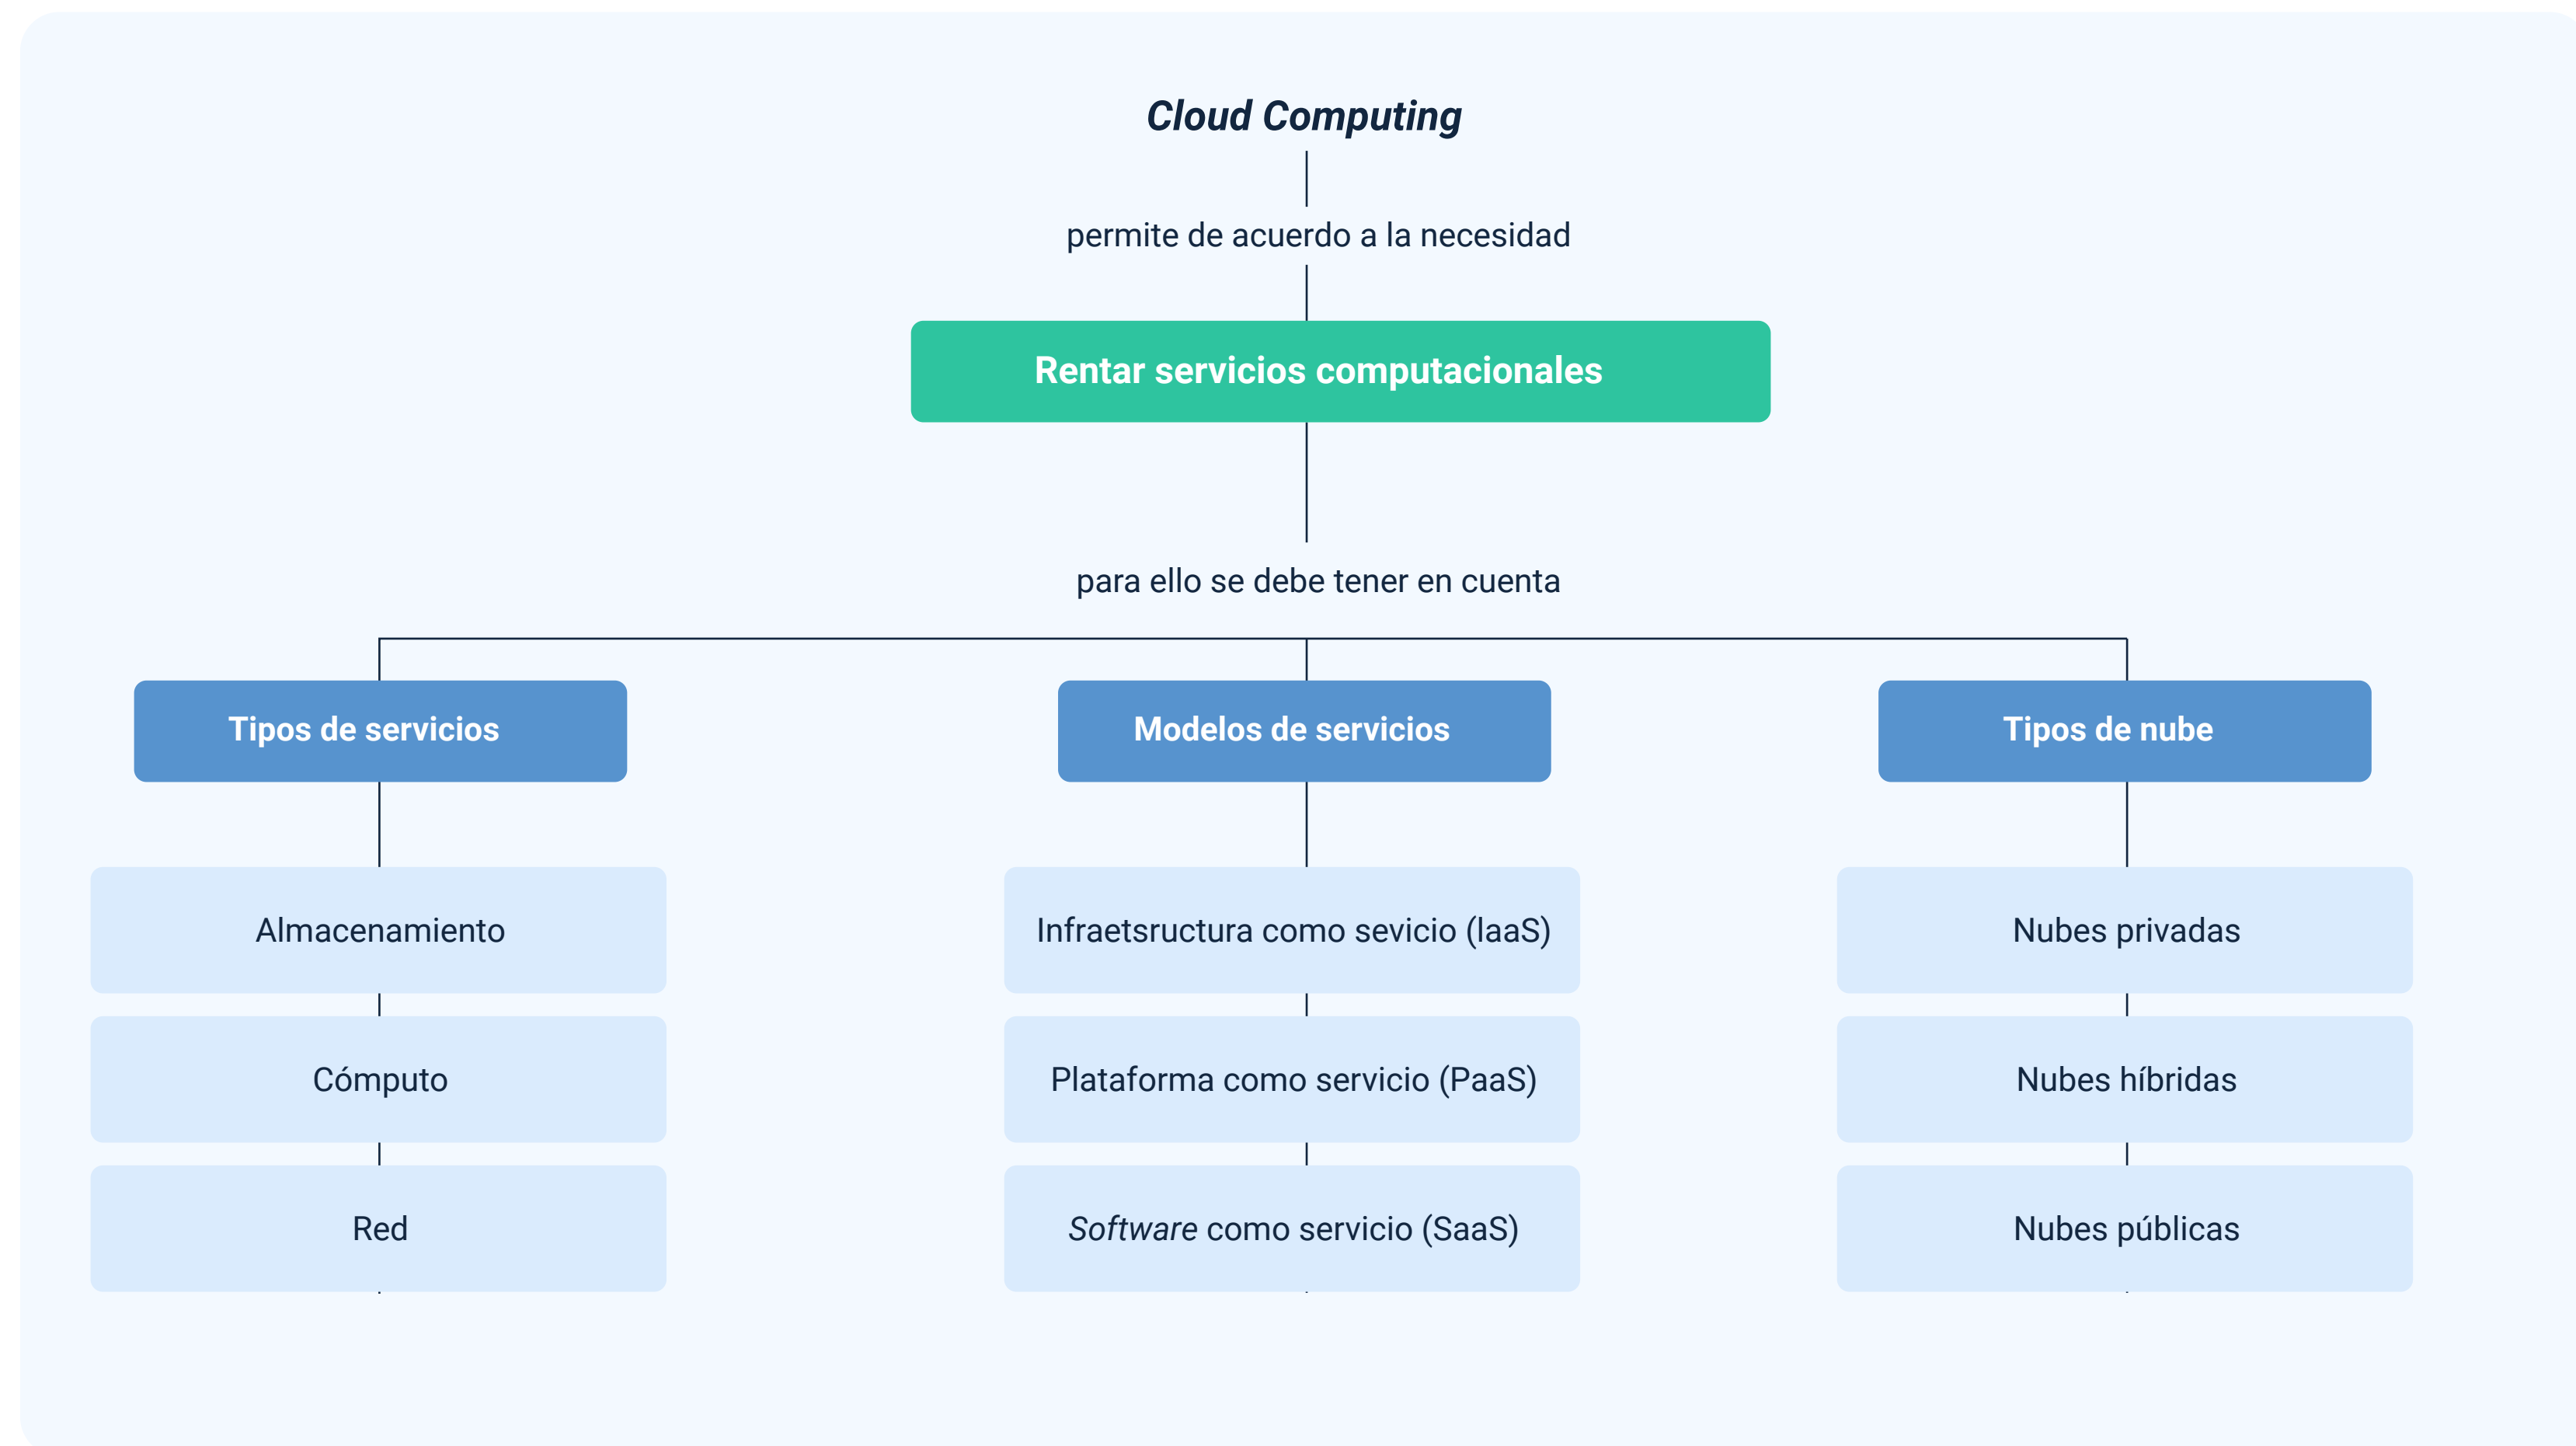 Cloud Computing
permite de acuerdo a la necesidad
Rentar servicios computacionales
para ello se debe tener en cuenta
Tipos de servicios
Modelos de servicios
Tipos de nube
Almacenamiento
Infraetsructura como sevicio (IaaS)
Nubes privadas
Cómputo
Plataforma como servicio (PaaS)
Nubes híbridas
Red
Software como servicio (SaaS)
Nubes públicas